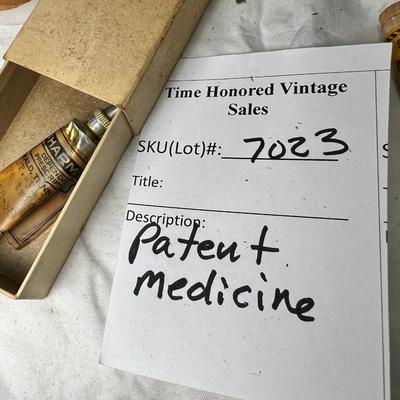 Time Honored Vintage
Sales
SKU(Lot)#: 7023
Title:
Description:
Patent
medicine